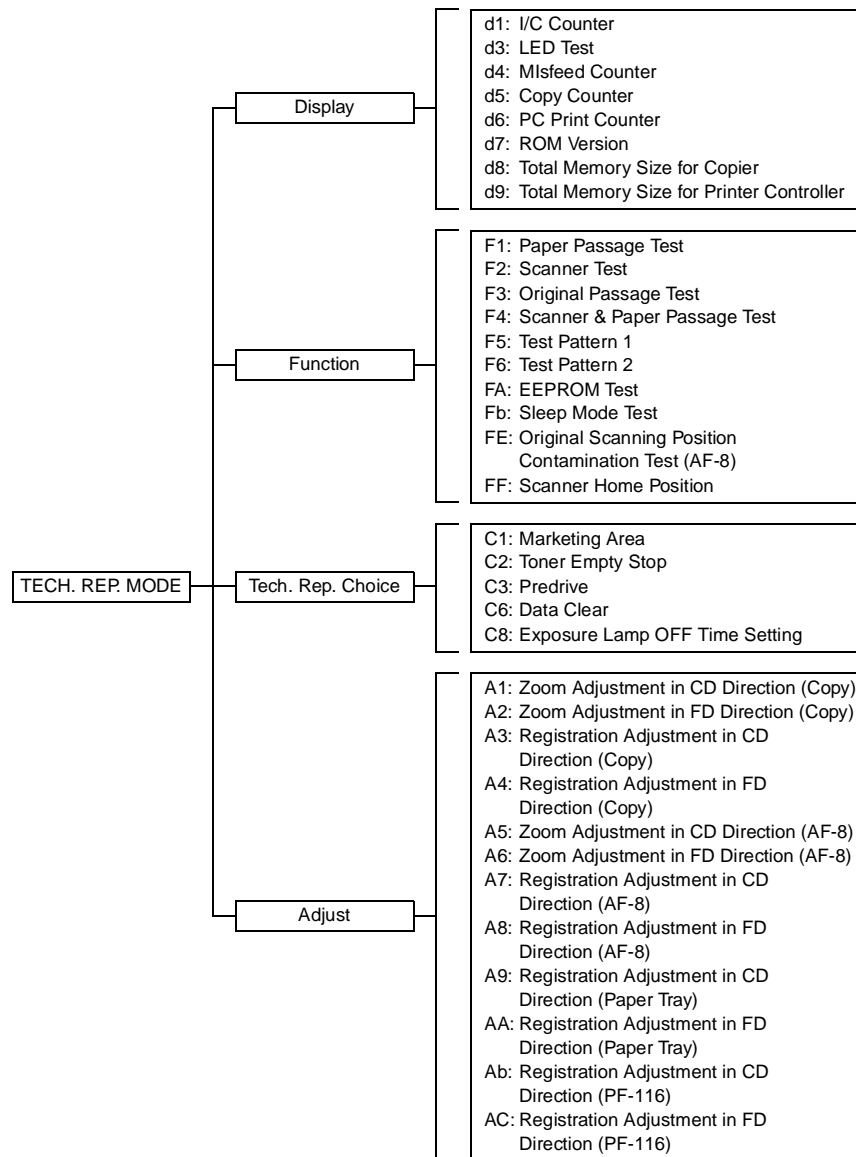 TECH. REP. MODE
Display
d1: I/C Counter
d3: LED Test
d4: MIsfeed Counter
d5: Copy Counter
d6: PC Print Counter
d7: ROM Version
d8: Total Memory Size for Copier
d9: Total Memory Size for Printer Controller
Function
F1: Paper Passage Test
F2: Scanner Test
F3: Original Passage Test
F4: Scanner & Paper Passage Test
F5: Test Pattern 1
F6: Test Pattern 2
FA: EEPROM Test
Fb: Sleep Mode Test
FE: Original Scanning Position
Contamination Test (AF-8)
FF: Scanner Home Position
Tech. Rep. Choice
C1: Marketing Area
C2: Toner Empty Stop
C3: Predrive
C6: Data Clear
C8: Exposure Lamp OFF Time Setting
Adjust
A1: Zoom Adjustment in CD Direction (Copy)
A2: Zoom Adjustment in FD Direction (Copy)
A3: Registration Adjustment in CD
Direction (Copy)
A4: Registration Adjustment in FD
Direction (Copy)
A5: Zoom Adjustment in CD Direction (AF-8)
A6: Zoom Adjustment in FD Direction (AF-8)
A7: Registration Adjustment in CD
Direction (AF-8)
A8: Registration Adjustment in FD
Direction (AF-8)
A9: Registration Adjustment in CD
Direction (Paper Tray)
AA: Registration Adjustment in FD
Direction (Paper Tray)
Ab: Registration Adjustment in CD
Direction (PF-116)
AC: Registration Adjustment in FD
Direction (PF-116)